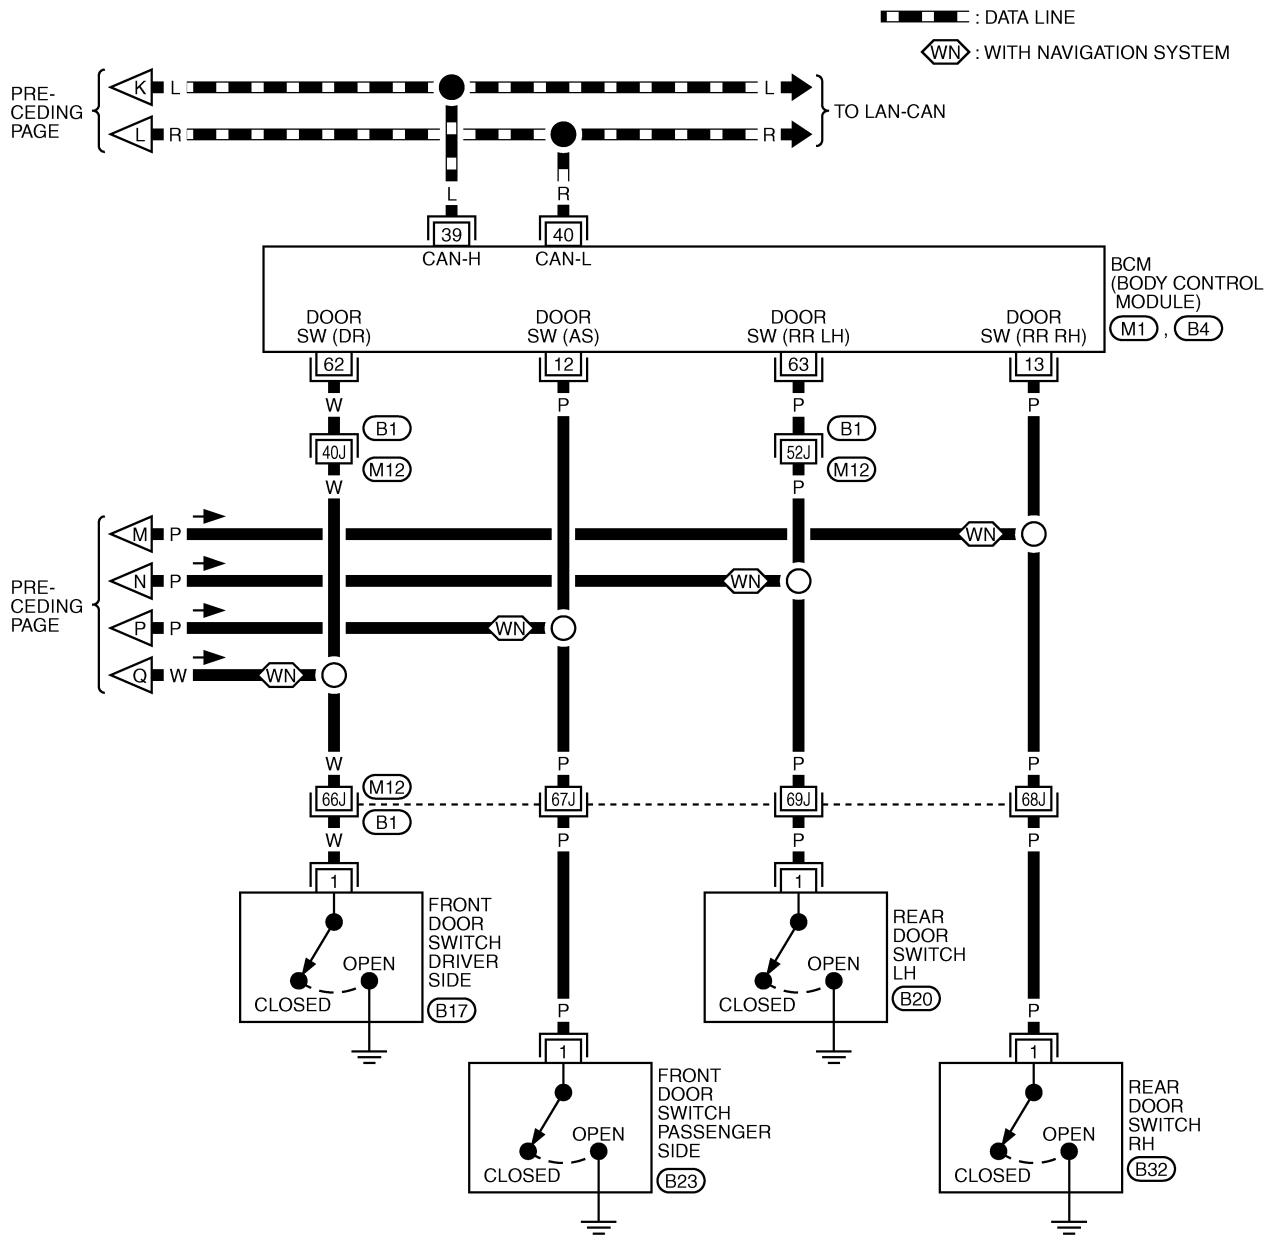 : DATA LINE
WN : WITH NAVIGATION SYSTEM
PRE-
CEDING
PAGE
K L L
L R R
TO LAN-CAN
L R
39 40
CAN-H CAN-L
BCM
(BODY CONTROL
MODULE)
M1 , B4
DOOR
SW (DR)
DOOR
SW (AS)
DOOR
SW (RR LH)
DOOR
SW (RR RH)
62 12 63 13
W P P P
B1 B1
40J 52J
M12 M12
W P
M P WN
PRE-
CEDING
PAGE
N P WN
P P WN
Q W WN
W P P P
M12
66J 67J 69J 68J
B1
W P P P
1 1
FRONT
DOOR
SWITCH
DRIVER
SIDE
B17
OPEN
CLOSED
REAR
DOOR
SWITCH
LH
B20
OPEN
CLOSED
P P
1 1
FRONT
DOOR
SWITCH
PASSENGER
SIDE
B23
OPEN
CLOSED
REAR
DOOR
SWITCH
RH
B32
OPEN
CLOSED